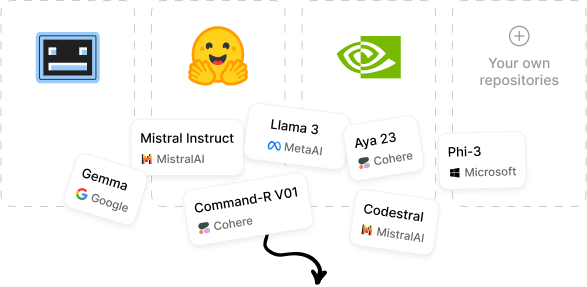 Your own
repositories
Mistral Instruct
MistralAI
Llama 3
MetaAI
Aya 23
Cohere
Phi-3
Microsoft
Gemma
Google
Command-R V01
Cohere
Codestral
MistralAI